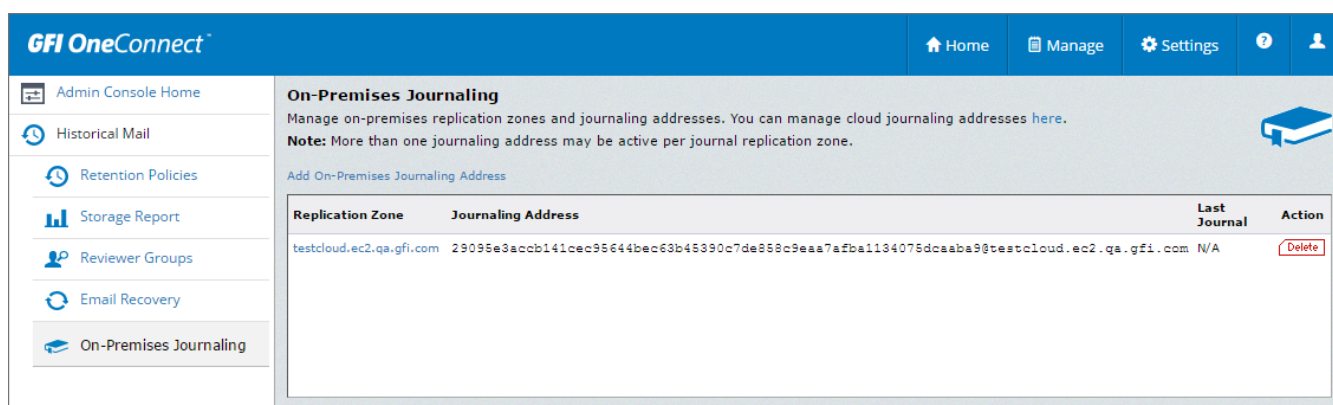 GFI OneConnect™
Home
Manage
Settings
?
Admin Console Home
Historical Mail
Retention Policies
Storage Report
Reviewer Groups
Email Recovery
On-Premises Journaling
On-Premises Journaling
Manage on-premises replication zones and journaling addresses. You can manage cloud journaling addresses here.
Note: More than one journaling address may be active per journal replication zone.
Add On-Premises Journaling Address
Replication Zone Journaling Address Last Journal Action
testcloud.ec2.qa.gfi.com 29095e3accb141cec95644bec63b45390c7de858c9eaa7afba1134075dcaaba9@testcloud.ec2.qa.gfi.com N/A Delete